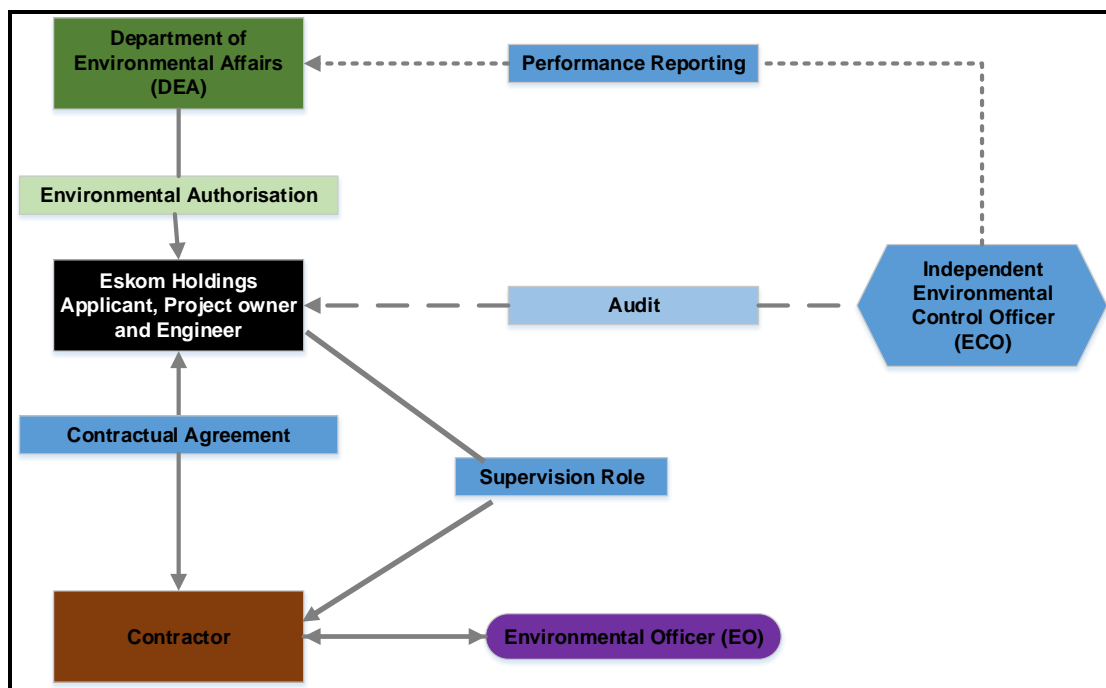 Department of
Environmental Affairs
(DEA)
Performance Reporting
Environmental Authorisation
Eskom Holdings
Applicant, Project owner
and Engineer
Audit
Independent
Environmental
Control Officer
(ECO)
Contractual Agreement
Supervision Role
Contractor
Environmental Officer (EO)